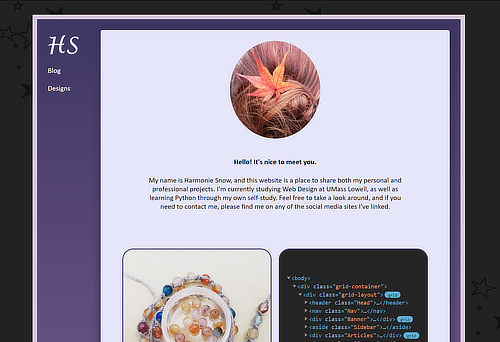 HS
Blog
Designs
Hello! It's nice to meet you.
My name is Harmonie Snow, and this website is a place to share both my personal and
professional projects. I'm currently studying Web Design at UMass Lowell, as well as
learning Python through my own self-study. Feel free to take a look around, and if you
need to contact me, please find me on any of the social media sites I've linked.
<body>
<div class="grid-container">
<div class="grid-layout"> grid
<header class="Head">…</header>
<nav class="Nav">…</nav>
<div class="Banner">…</div> grid
<aside class="Sidebar">…</aside>
<div class="Articles">…</div> grid